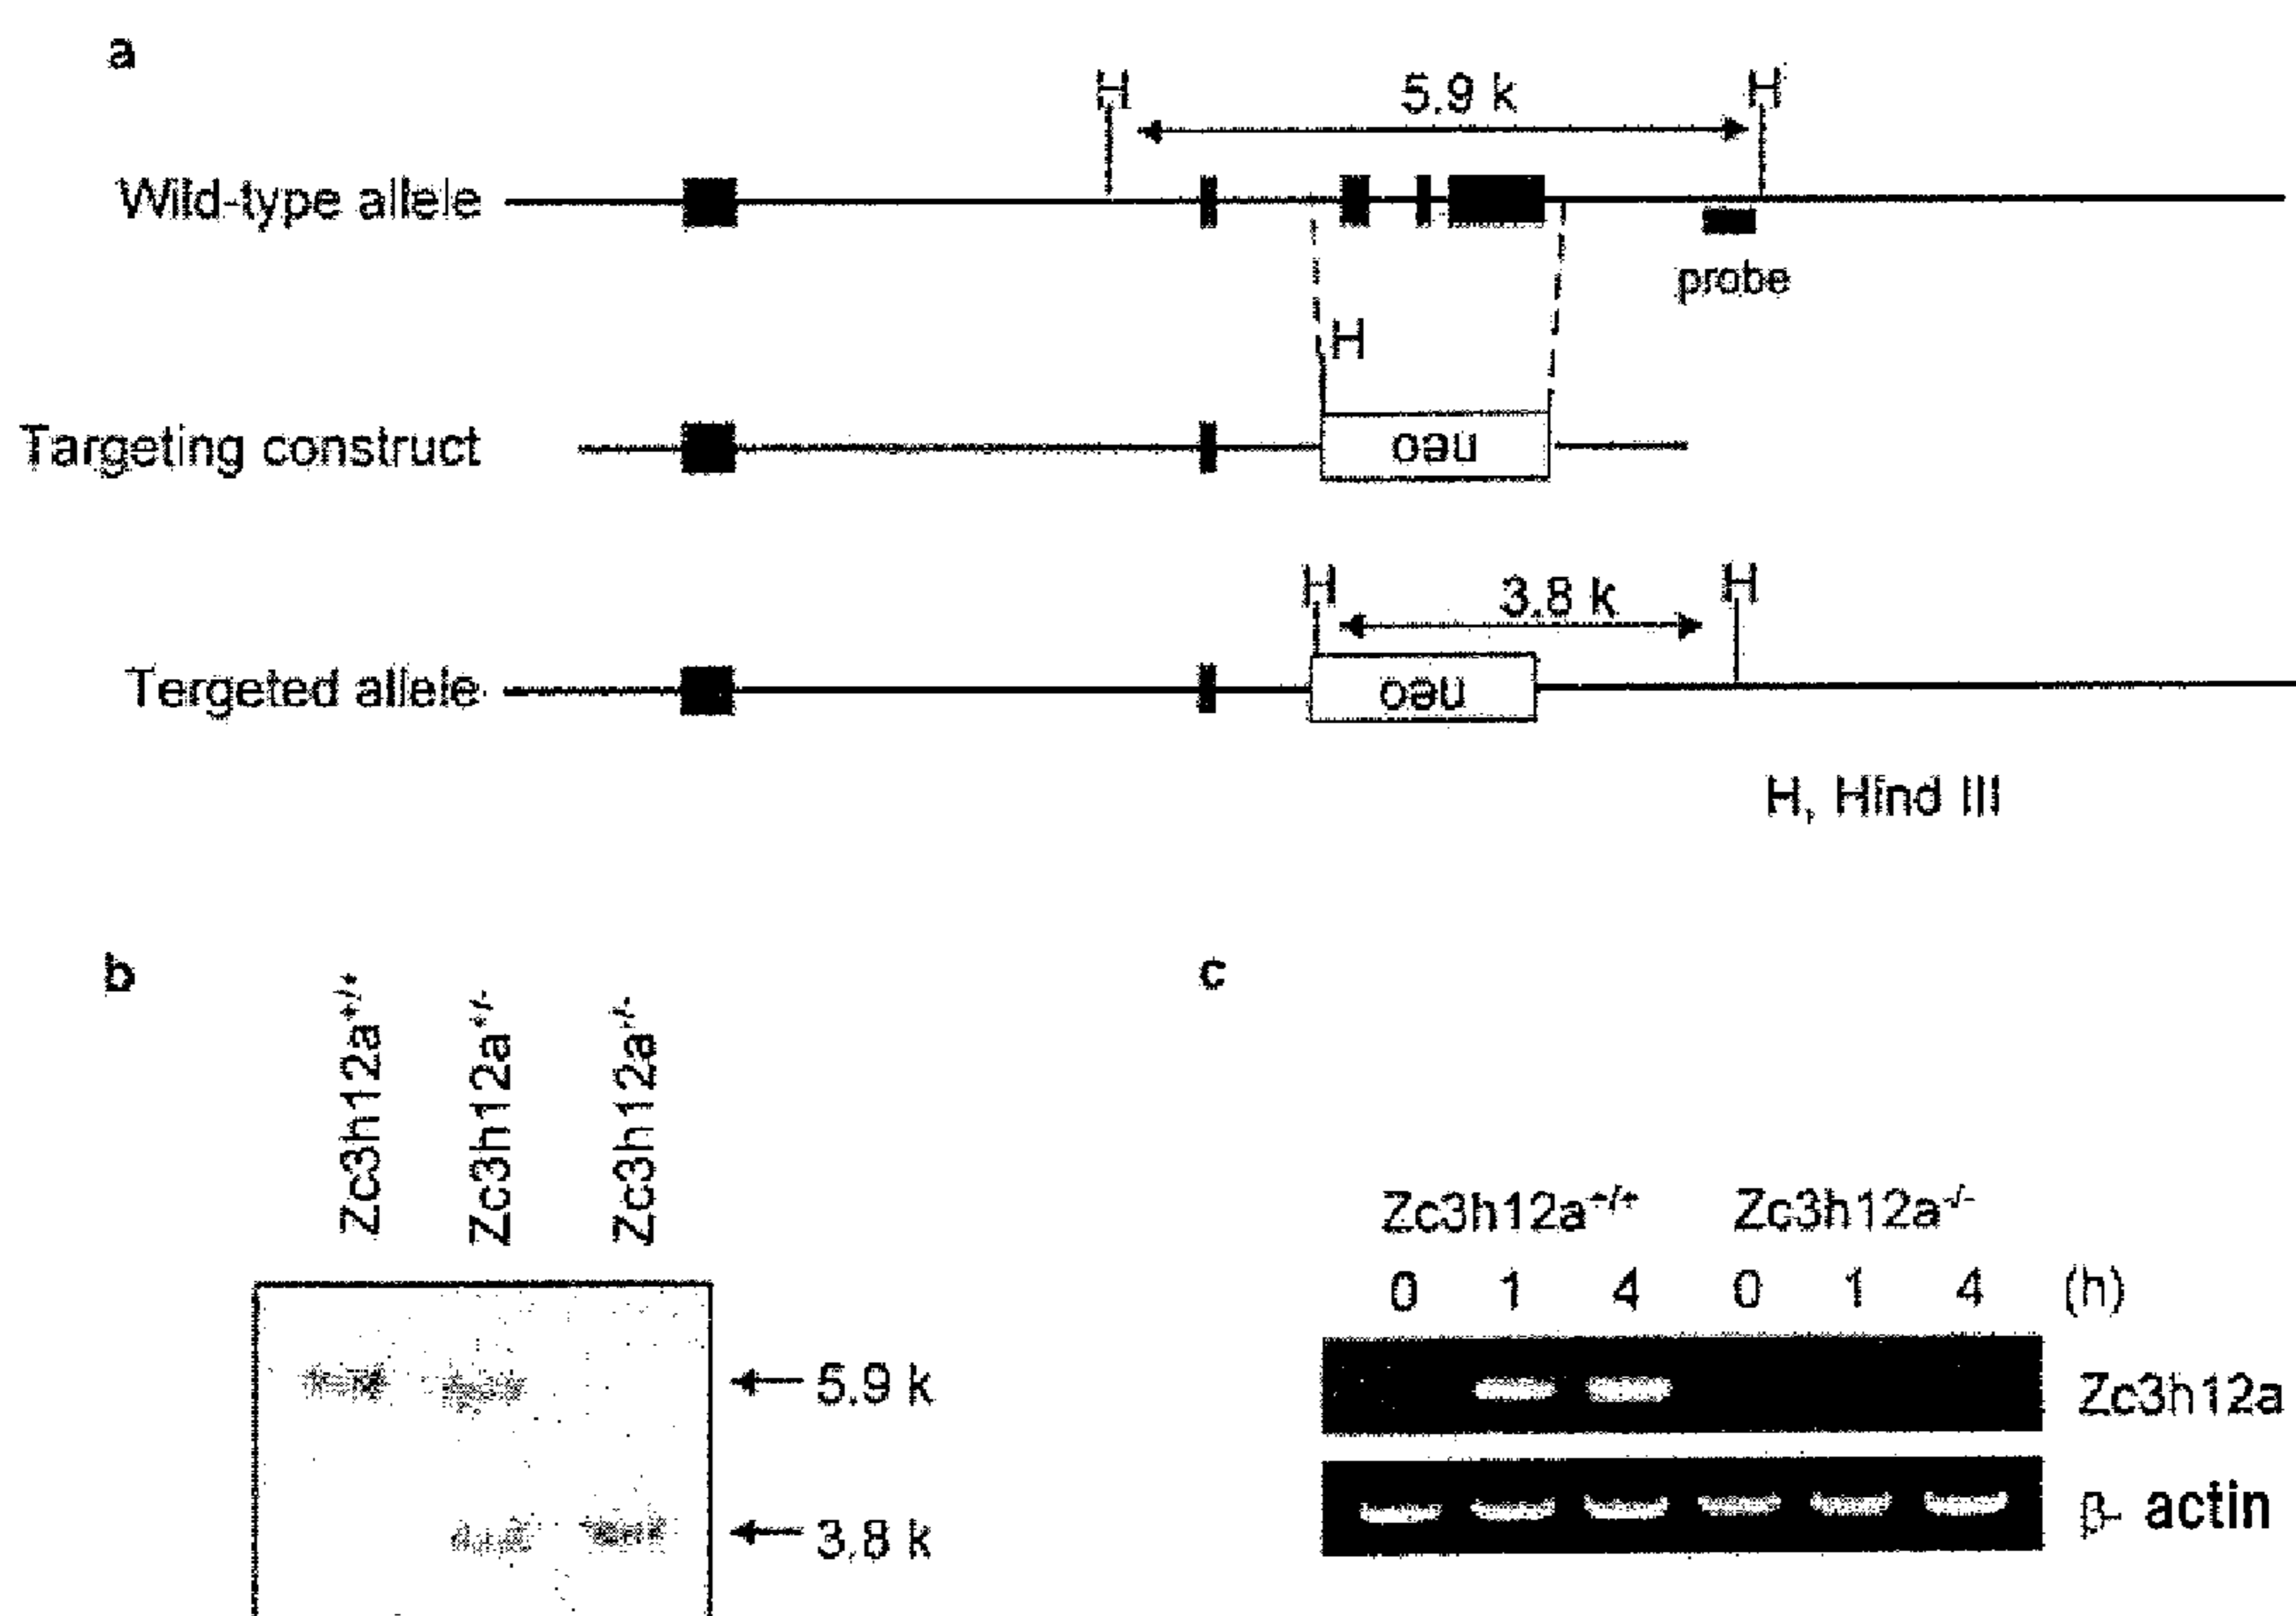 a
H 5.9 k H
Wild-type allele
probe
H
Targeting construct
neo
H 3.8 k H
Tergeted allele
neo
H, Hind III
b
Zc3h12a+/+
Zc3h12a+/-
Zc3h12a-/-
5.9 k
3.8 k
c
Zc3h12a+/+ Zc3h12a-/-
0 1 4 0 1 4 (h)
Zc3h12a
β- actin